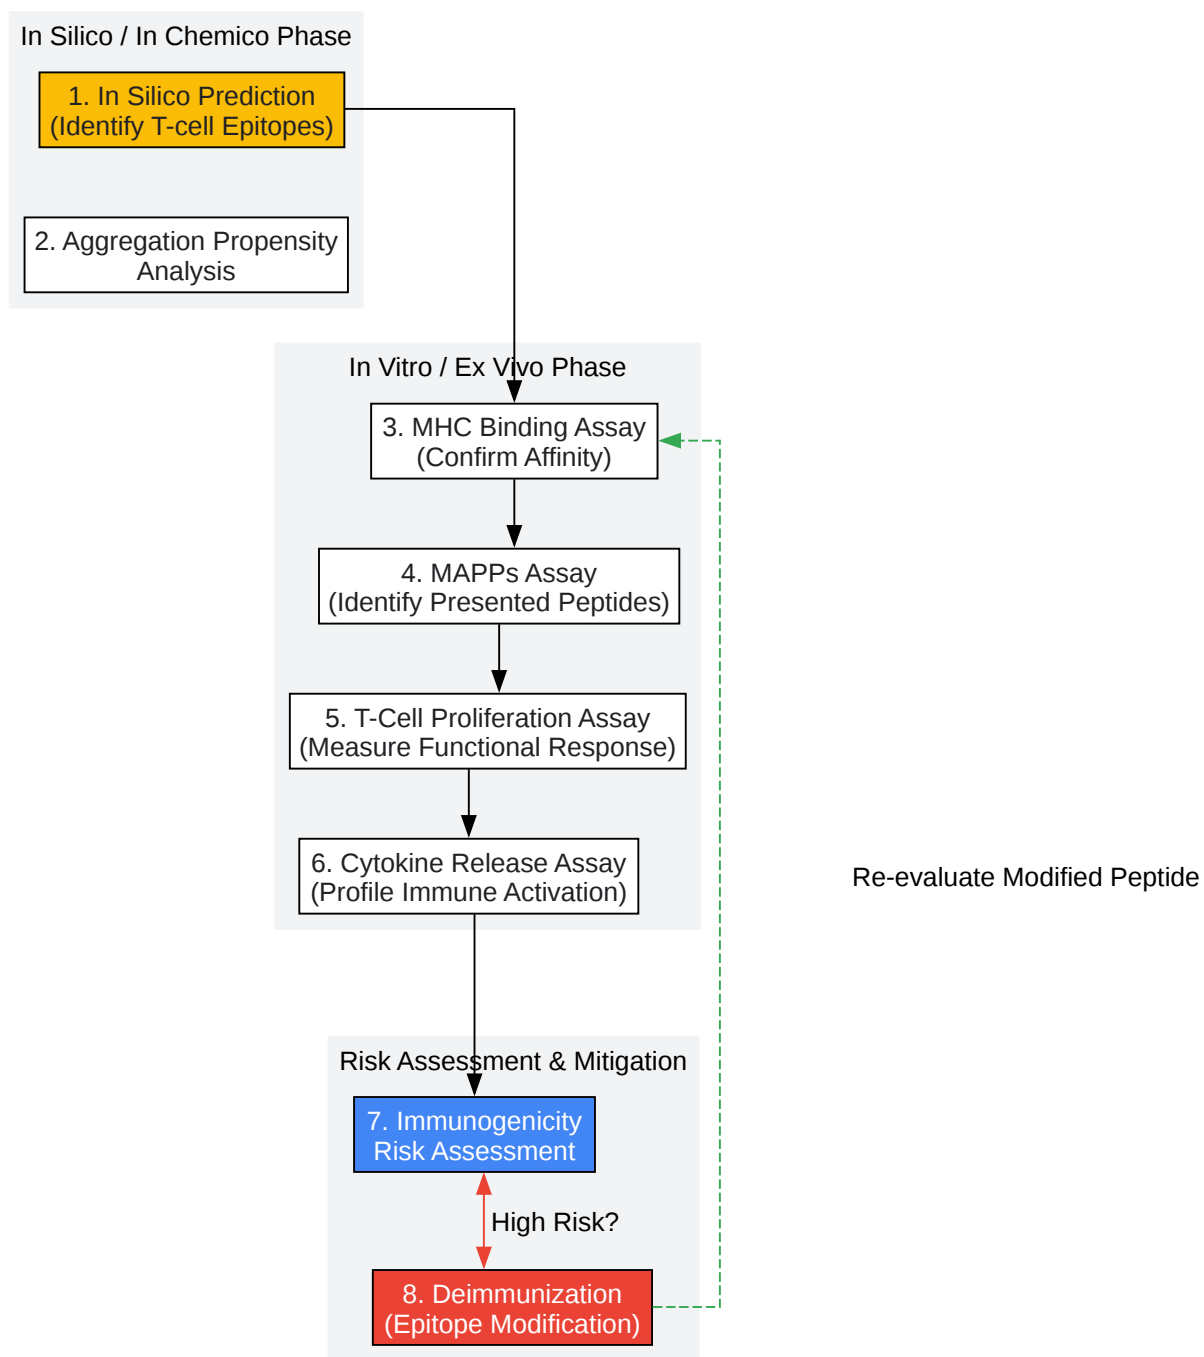 In Silico / In Chemico Phase
1. In Silico Prediction
(Identify T-cell Epitopes)
2. Aggregation Propensity
Analysis
In Vitro / Ex Vivo Phase
3. MHC Binding Assay
(Confirm Affinity)
4. MAPPs Assay
(Identify Presented Peptides)
5. T-Cell Proliferation Assay
(Measure Functional Response)
6. Cytokine Release Assay
(Profile Immune Activation)
Re-evaluate Modified Peptide
Risk Assessment & Mitigation
7. Immunogenicity
Risk Assessment
High Risk?
8. Deimmunization
(Epitope Modification)